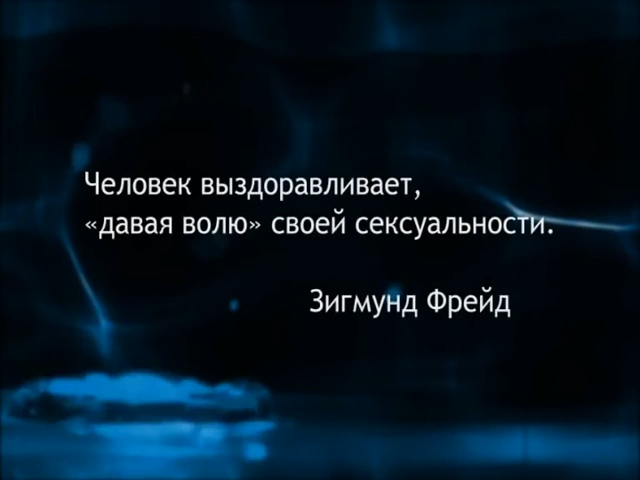 Человек выздоравливает,
«давая волю» своей сексуальности.
Зигмунд Фрейд